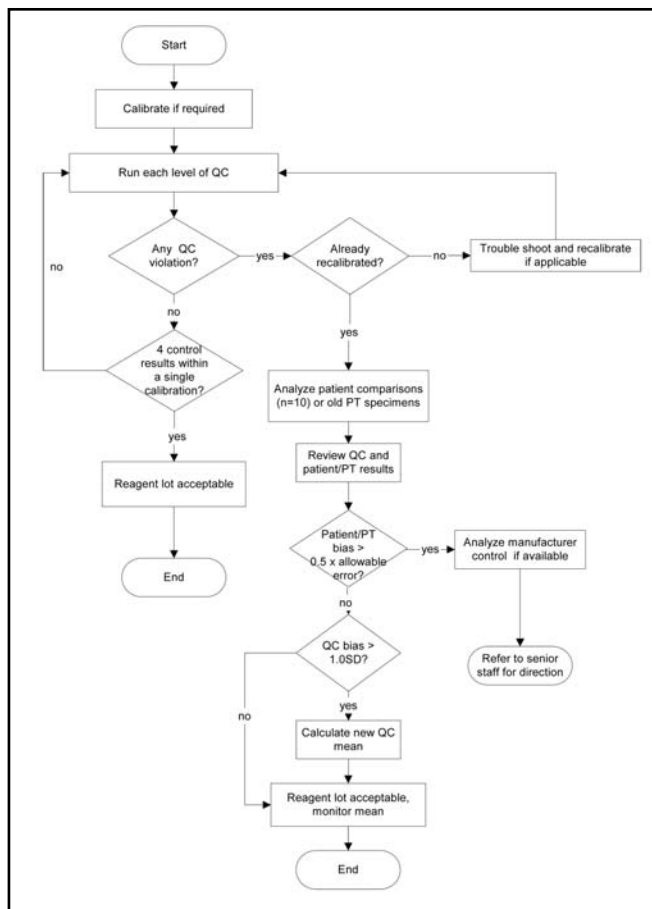 Start
Calibrate if required
Run each level of QC
Any QC
violation?
yes
Already
recalibrated?
no
Trouble shoot and recalibrate
if applicable
no
no
yes
4 control
results within
a single
calibration?
Analyze patient comparisons
(n=10) or old PT specimens
yes
Reagent lot acceptable
Review QC and
patient/PT results
End
Patient/PT
bias >
0.5 x allowable
error?
yes
Analyze manufacturer
control if available
no
Refer to senior
staff for direction
QC bias >
1.0SD?
no
yes
Calculate new QC
mean
Reagent lot acceptable,
monitor mean
End